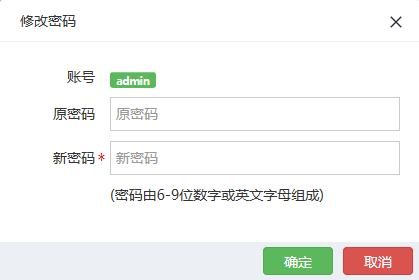 修改密码 ×
账号 admin
原密码 原密码
新密码* 新密码
(密码由6-9位数字或英文字母组成)
确定 取消